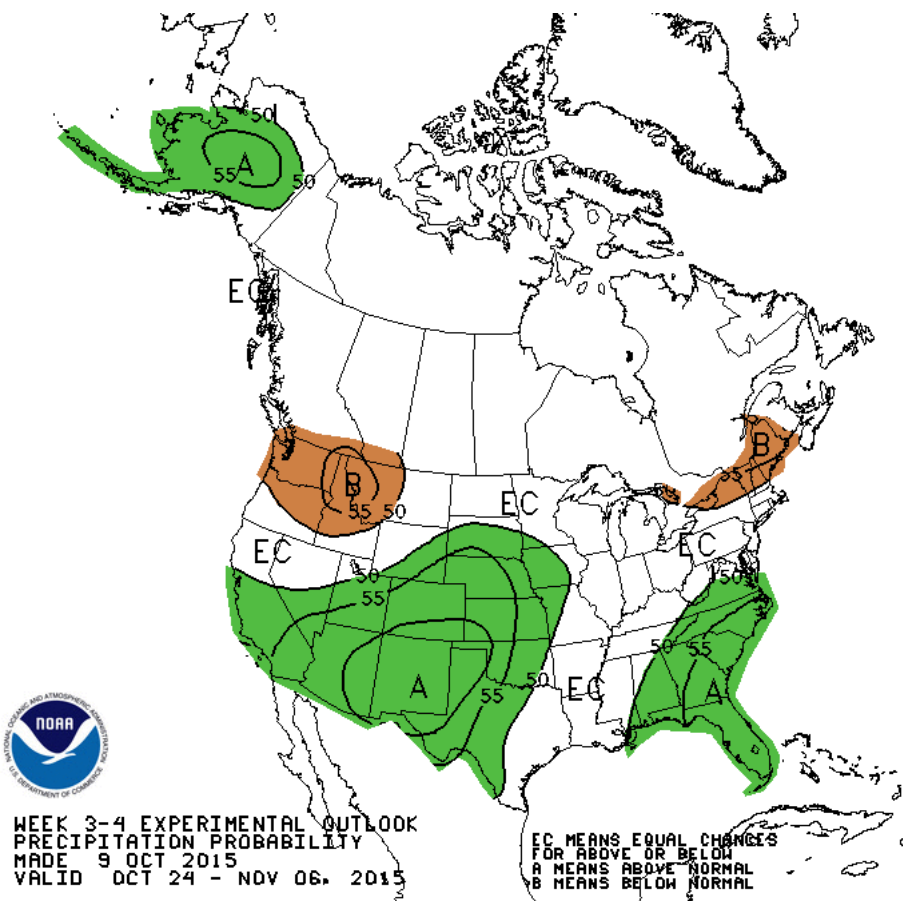 50
A
55
50
EC
B
55
50
B
55
EC
EC
EC
50
50
55
50
55
50
A
55
EC
A
NATIONAL OCEANIC AND ATMOSPHERIC ADMINISTRATION
NOAA
U.S. DEPARTMENT OF COMMERCE
WEEK 3-4 EXPERIMENTAL OUTLOOK
PRECIPITATION PROBABILITY
MADE 9 OCT 2015
VALID OCT 24 - NOV 06, 2015
EC MEANS EQUAL CHANCES
FOR ABOVE OR BELOW
A MEANS ABOVE NORMAL
B MEANS BELOW NORMAL